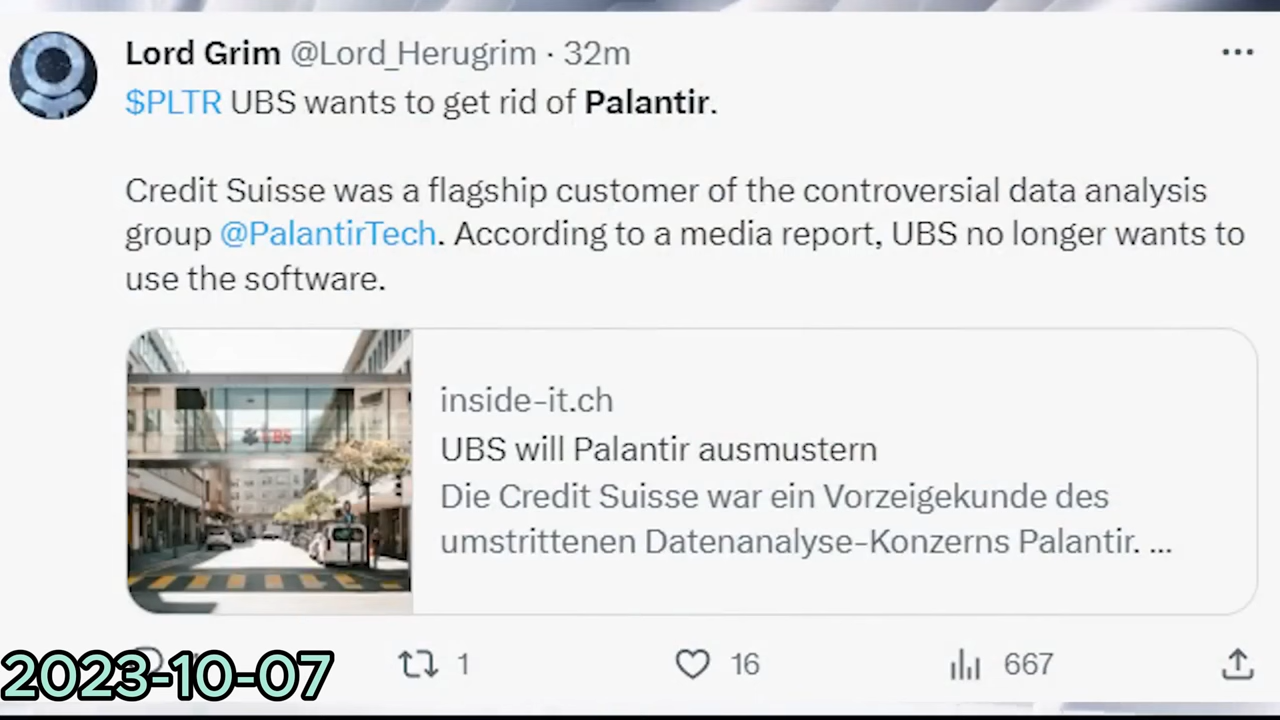 Lord Grim @Lord_Herugrim · 32m
$PLTR UBS wants to get rid of Palantir.
Credit Suisse was a flagship customer of the controversial data analysis
group @PalantirTech. According to a media report, UBS no longer wants to
use the software.
UBS
inside-it.ch
UBS will Palantir ausmustern
Die Credit Suisse war ein Vorzeigekunde des
umstrittenen Datenanalyse-Konzerns Palantir. ...
1 16 667
2023-10-07